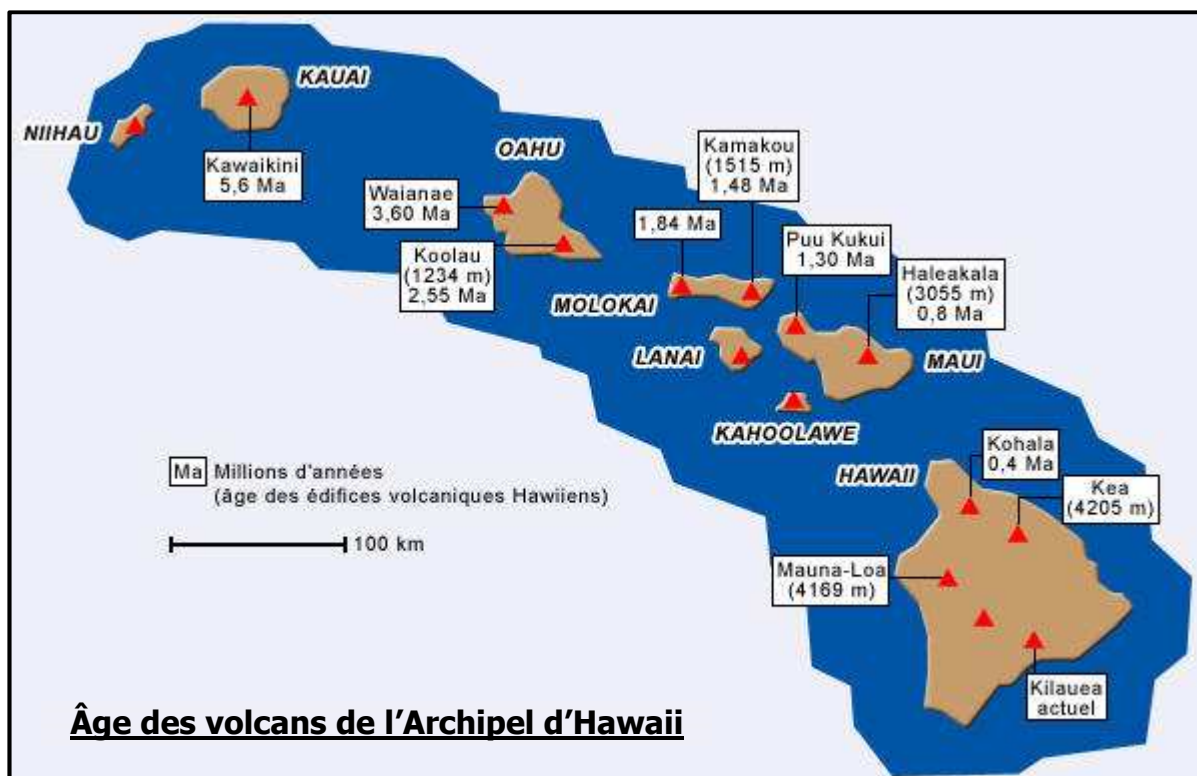 KAUAI
NIIHAU
Kawaikini
5,6 Ma
OAHU
Waianae
3,60 Ma
Koolau
(1234 m)
2,55 Ma
Kamakou
(1515 m)
1,48 Ma
1,84 Ma
MOLOKAI
Puu Kukui
1,30 Ma
Haleakala
(3055 m)
0,8 Ma
LANAI
MAUI
KAHOOLAWE
Ma Millions d'années
(âge des édifices volcaniques Hawiiens)
100 km
HAWAII
Kohala
0,4 Ma
Kea
(4205 m)
Mauna-Loa
(4169 m)
Kilauea
actuel
Âge des volcans de l’Archipel d’Hawaii